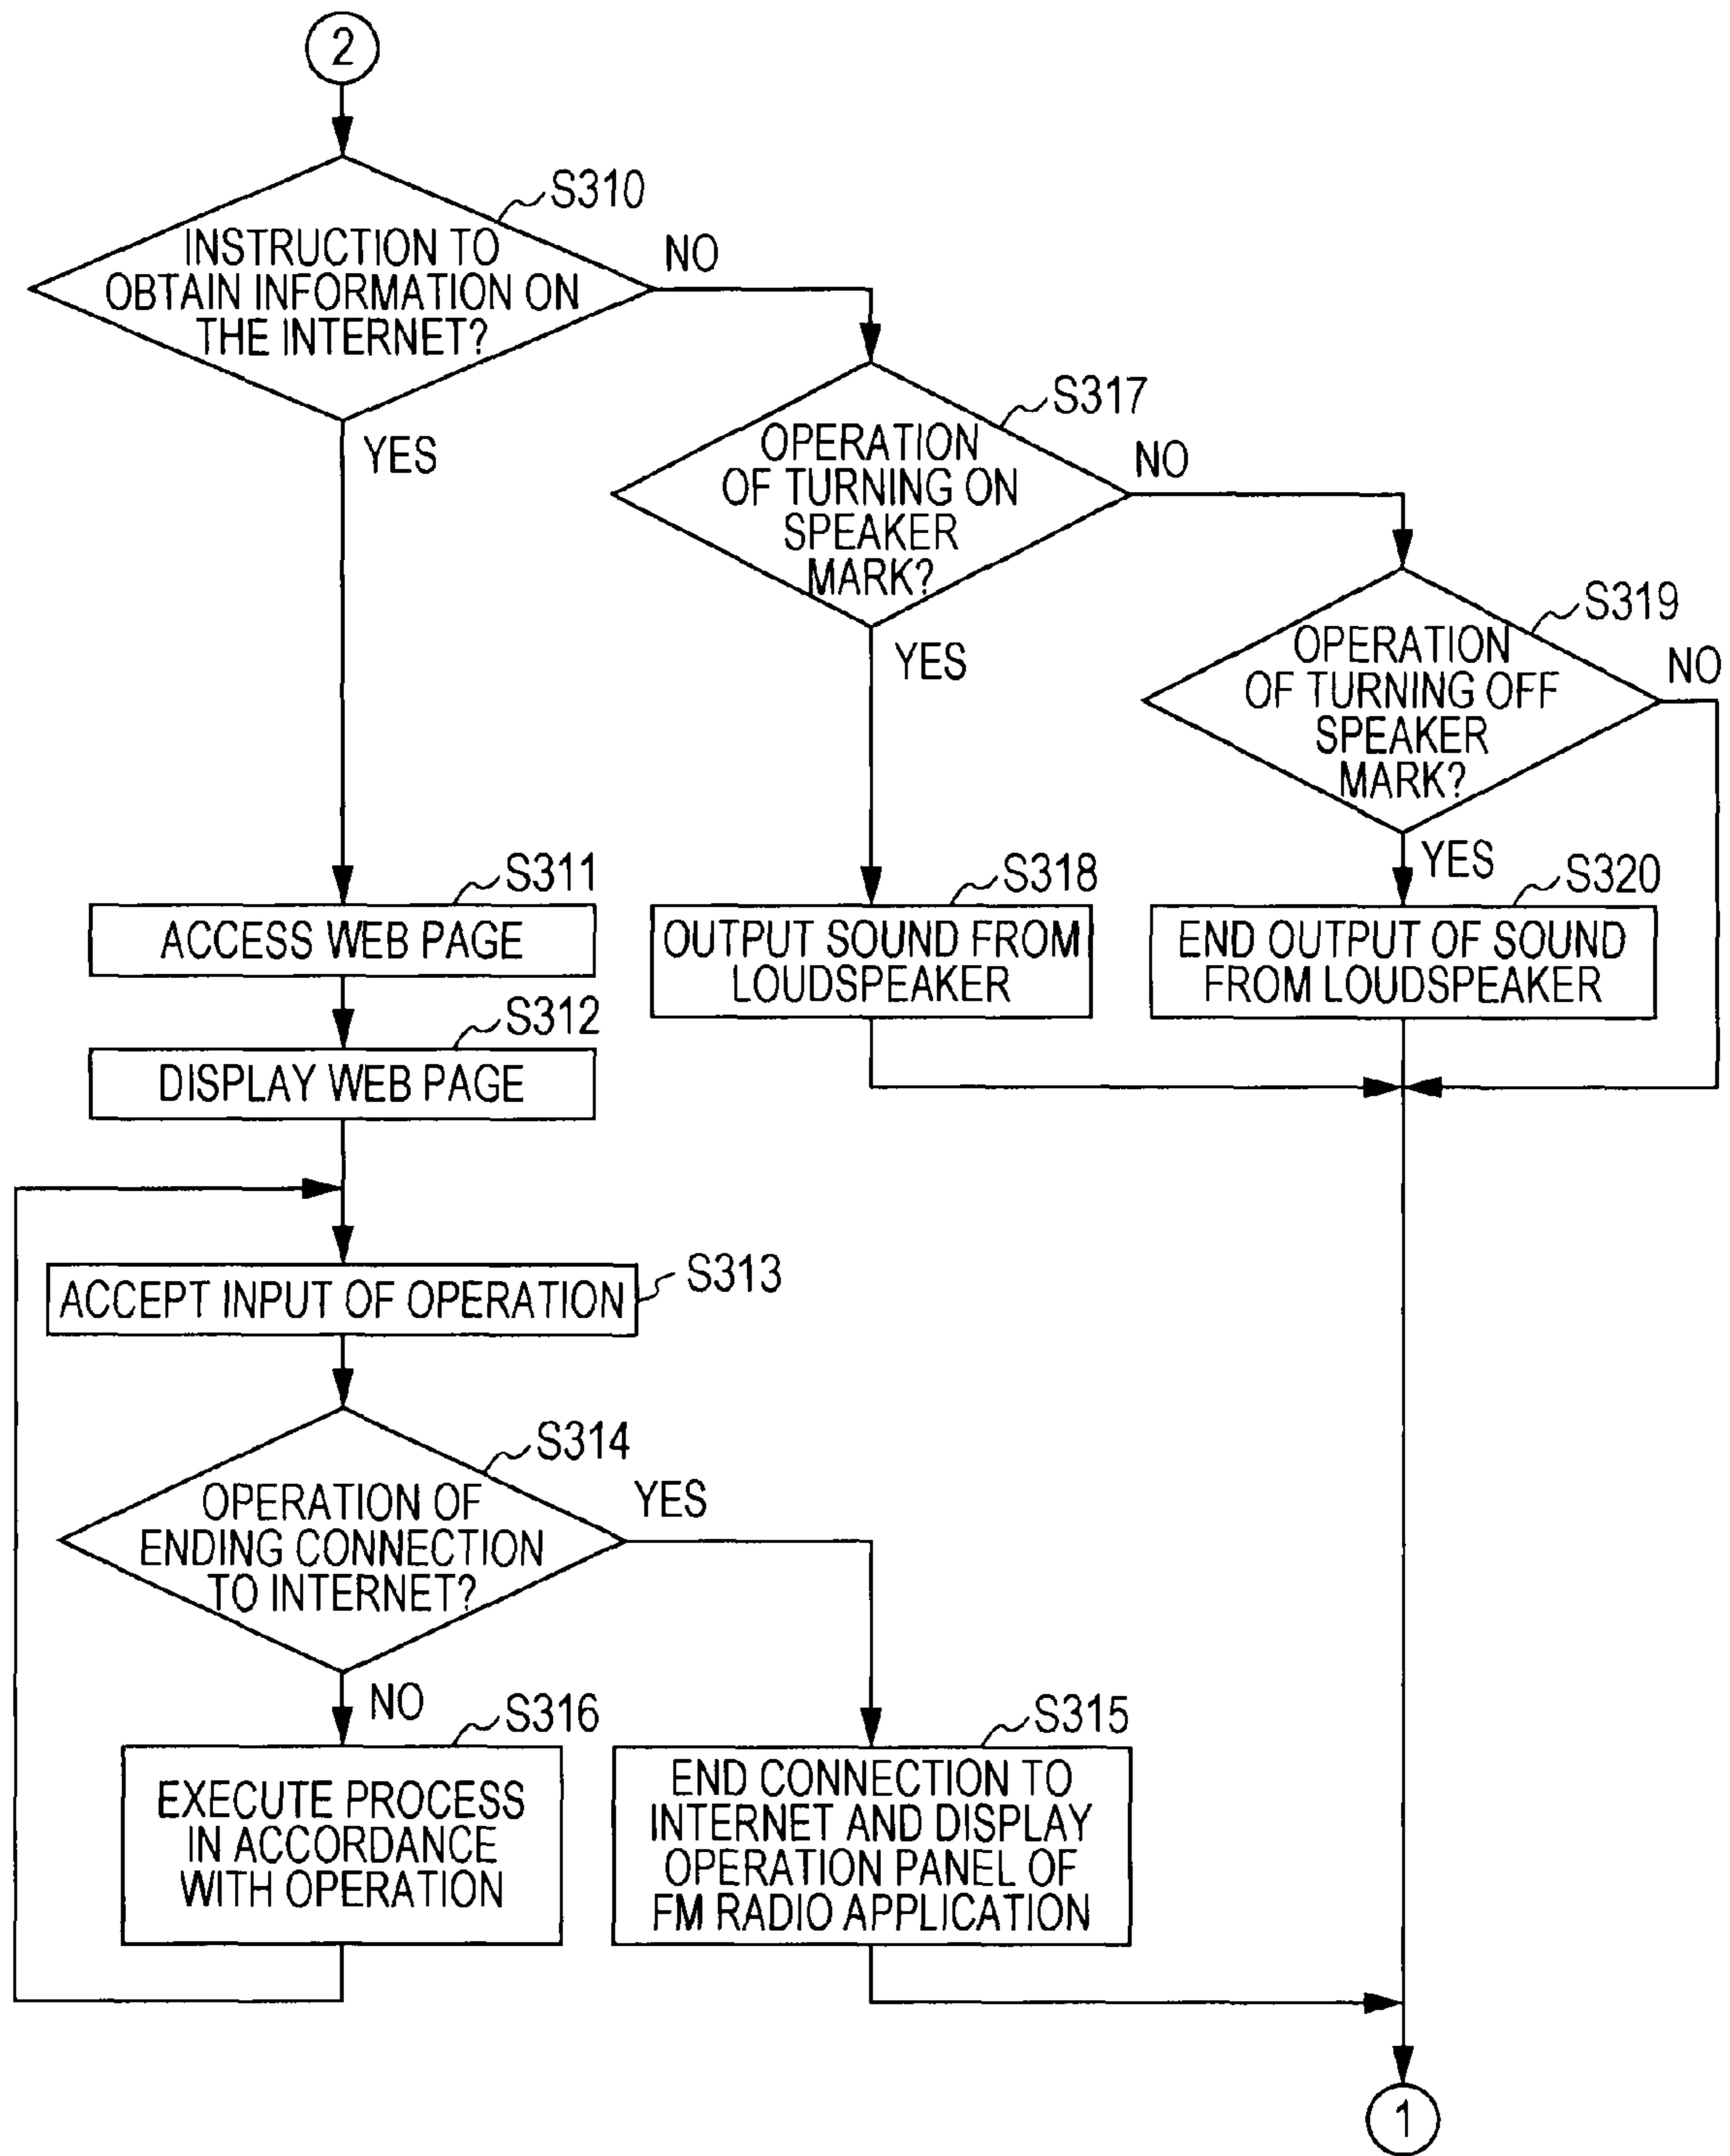 2
S310
INSTRUCTION TO
OBTAIN INFORMATION ON
THE INTERNET?
NO
YES
S317
OPERATION
OF TURNING ON
SPEAKER
MARK?
NO
YES
S319
OPERATION
OF TURNING OFF
SPEAKER
MARK?
NO
YES
S311
ACCESS WEB PAGE
S318
OUTPUT SOUND FROM
LOUDSPEAKER
S320
END OUTPUT OF SOUND
FROM LOUDSPEAKER
S312
DISPLAY WEB PAGE
S313
ACCEPT INPUT OF OPERATION
S314
OPERATION OF
ENDING CONNECTION
TO INTERNET?
YES
NO
S316
EXECUTE PROCESS
IN ACCORDANCE
WITH OPERATION
S315
END CONNECTION TO
INTERNET AND DISPLAY
OPERATION PANEL OF
FM RADIO APPLICATION
1